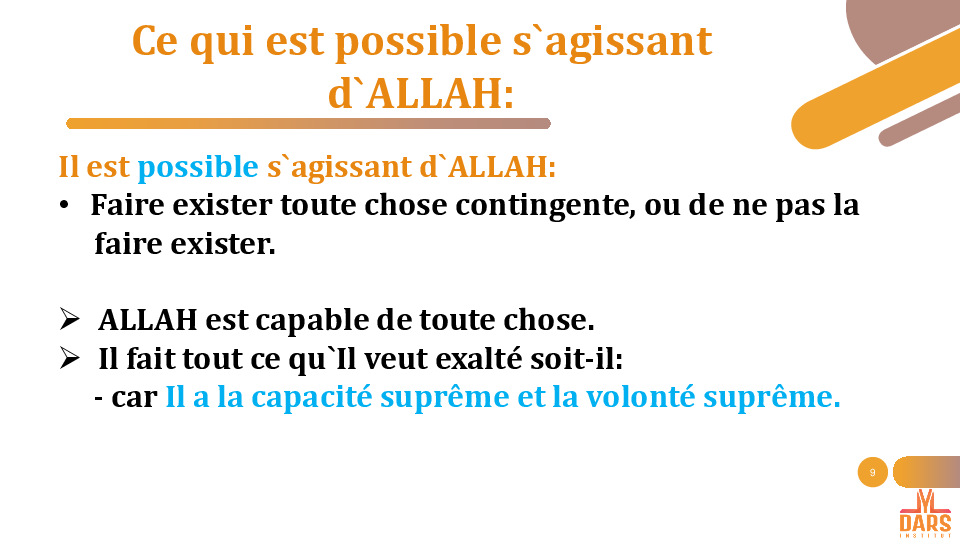 Ce qui est possible s`agissant
d`ALLAH:
Il est possible s`agissant d`ALLAH:
• Faire exister toute chose contingente, ou de ne pas la
faire exister.
➢ ALLAH est capable de toute chose.
➢ Il fait tout ce qu`Il veut exalté soit-il:
- car Il a la capacité suprême et la volonté suprême.
9
DARS
INSTITUT